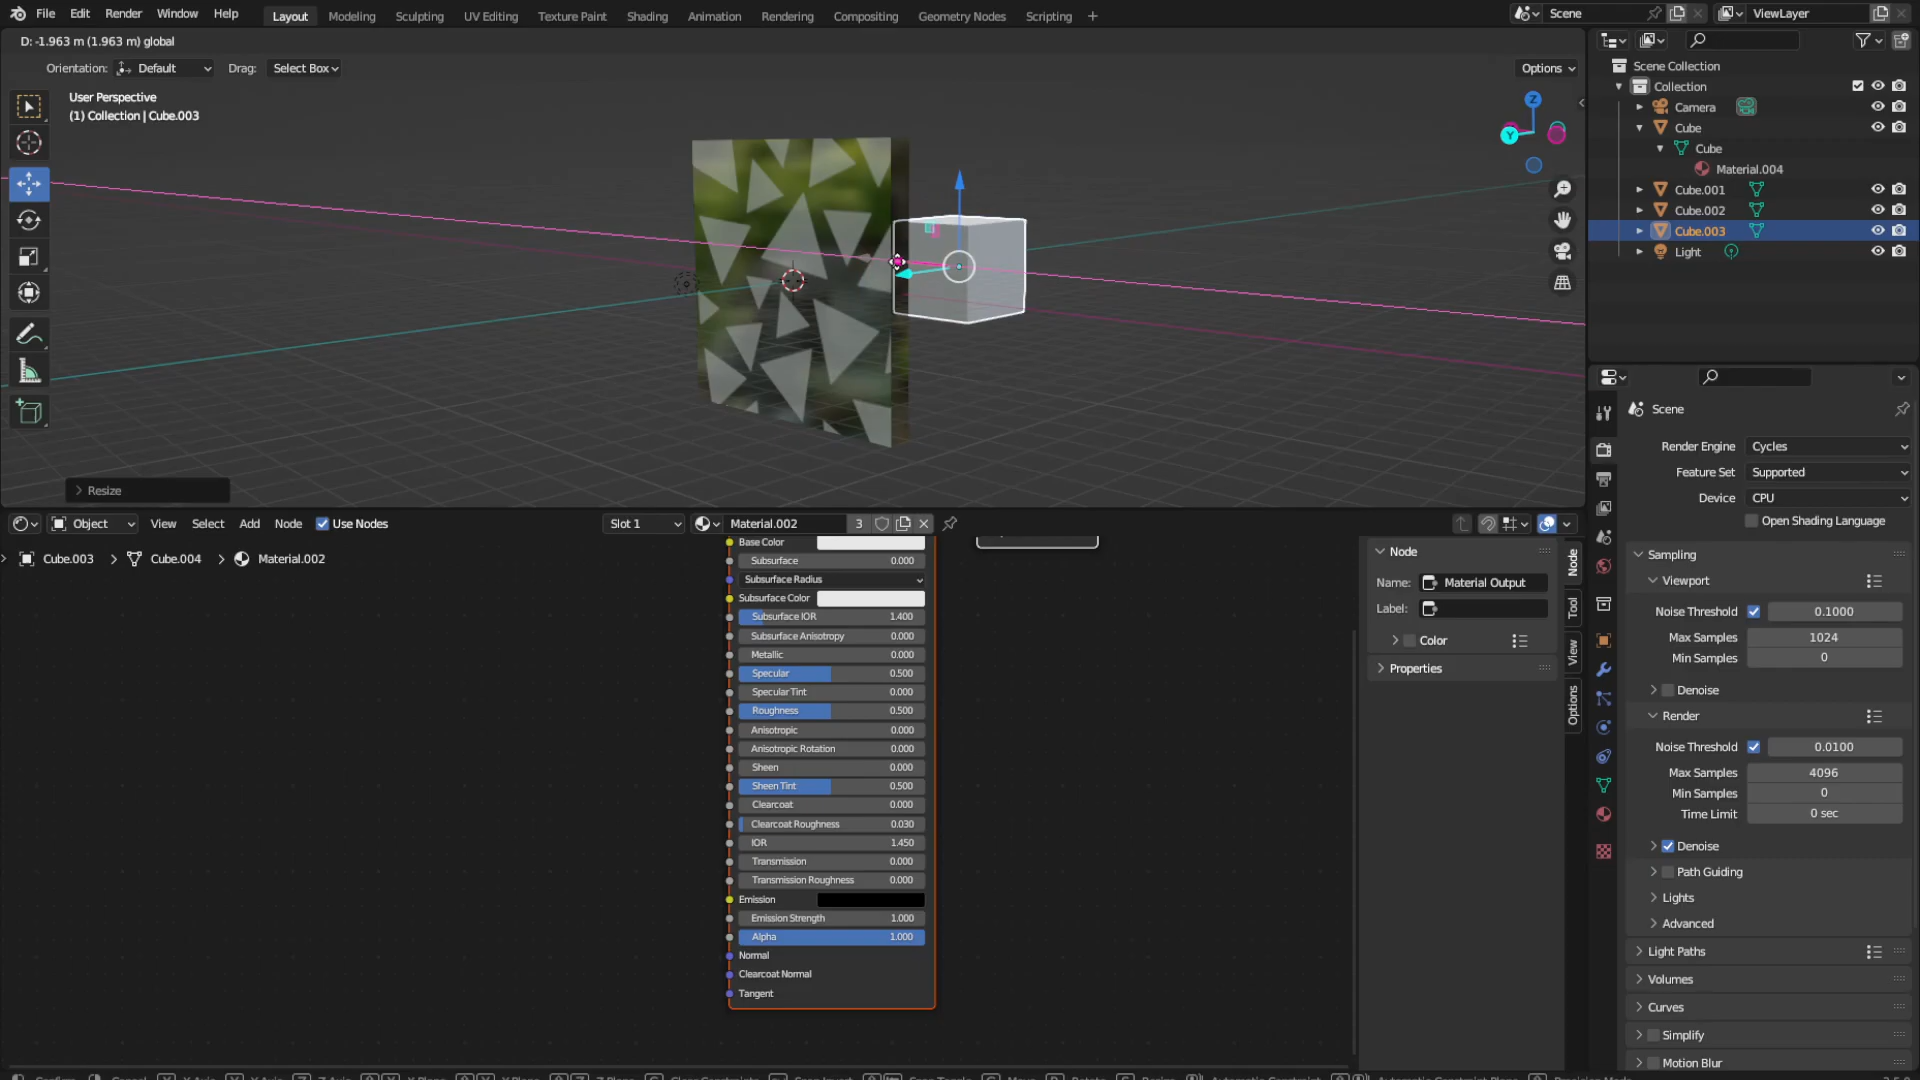 File Edit Render Window Help Layout Modeling Sculpting UV Editing Texture Paint Shading Animation Rendering Compositing Geometry Nodes Scripting Scene ViewLayer
D: -1.963 m (1.963 m) global
Orientation: Default Drag: Select Box Options
User Perspective
(1) Collection | Cube.003
Z
Y
Resize
Scene Collection
Collection
Camera
Cube
Cube
Material.004
Cube.001
Cube.002
Cube.003
Light
Object View Select Add Node Use Nodes Slot 1 Material.002 3
Cube.003 Cube.004 Material.002
Base Color
Subsurface 0.000
Subsurface Radius
Subsurface Color
Subsurface IOR 1.400
Subsurface Anisotropy 0.000
Metallic 0.000
Specular 0.500
Specular Tint 0.000
Roughness 0.500
Anisotropic 0.000
Anisotropic Rotation 0.000
Sheen 0.000
Sheen Tint 0.500
Clearcoat 0.000
Clearcoat Roughness 0.030
IOR 1.450
Transmission 0.000
Transmission Roughness 0.000
Emission
Emission Strength 1.000
Alpha 1.000
Normal
Clearcoat Normal
Tangent
Node
Name: Material Output
Label:
Color
Properties
Node
Tool
View
Options
Scene
Render Engine Cycles
Feature Set Supported
Device CPU
Open Shading Language
Sampling
Viewport
Noise Threshold 0.1000
Max Samples 1024
Min Samples 0
Denoise
Render
Noise Threshold 0.0100
Max Samples 4096
Min Samples 0
Time Limit 0 sec
Denoise
Path Guiding
Lights
Advanced
Light Paths
Volumes
Curves
Simplify
Motion Blur